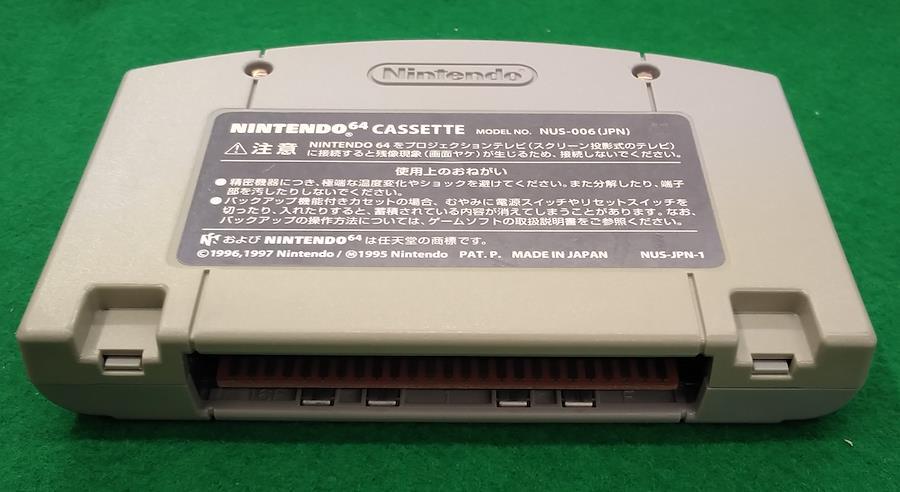 Nintendo
NINTENDO64 CASSETTE MODEL NO. NUS-006(JPN)
注意 NINTENDO 64 をプロジェクションテレビ(スクリーン投影式のテレビ)
に接続すると残像現象(画面ヤケ)が生じるため、接続しないでください。
使用上のおねがい
●精密機器につき、極端な温度変化やショックを避けてください。また分解したり、端子
部を汚したりしないでください。
●バックアップ機能付きカセットの場合、むやみに電源スイッチやリセットスイッチを
切ったり、入れたりすると、蓄積されている内容が消えてしまうことがあります。なお、
バックアップの操作方法については、ゲームソフトの取扱説明書をご参照ください。
および NINTENDO64 は任天堂の商標です。
©1996,1997 Nintendo/Ⓜ1995 Nintendo PAT. P. MADE IN JAPAN NUS-JPN-1